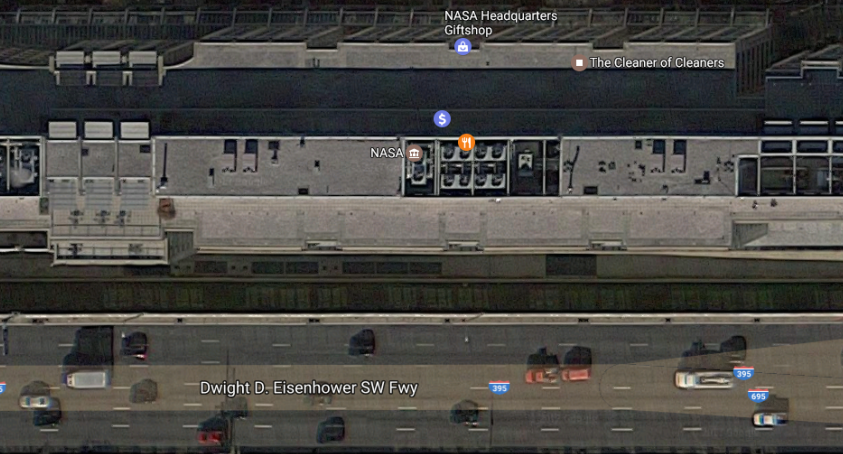 NASA Headquarters
Giftshop
The Cleaner of Cleaners
$
NASA
395
Dwight D. Eisenhower SW Fwy
395
695